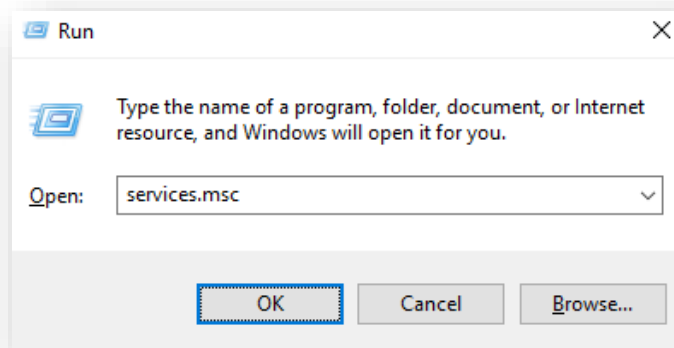 Run
Type the name of a program, folder, document, or Internet
resource, and Windows will open it for you.
Open: services.msc
OK Cancel Browse...